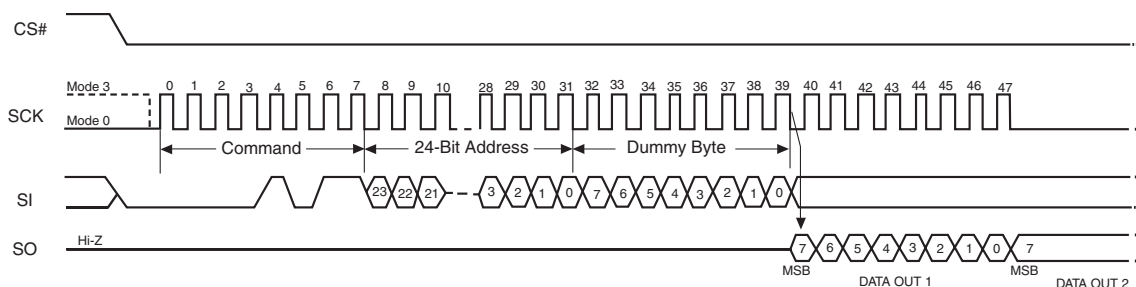 CS#
Mode 3
0 1 2 3 4 5 6 7 8 9 10 28 29 30 31 32 33 34 35 36 37 38 39 40 41 42 43 44 45 46 47
SCK
Mode 0
Command 24-Bit Address Dummy Byte
SI
23 22 21 3 2 1 0 7 6 5 4 3 2 1 0
SO
Hi-Z
7 6 5 4 3 2 1 0 7
MSB DATA OUT 1 MSB DATA OUT 2